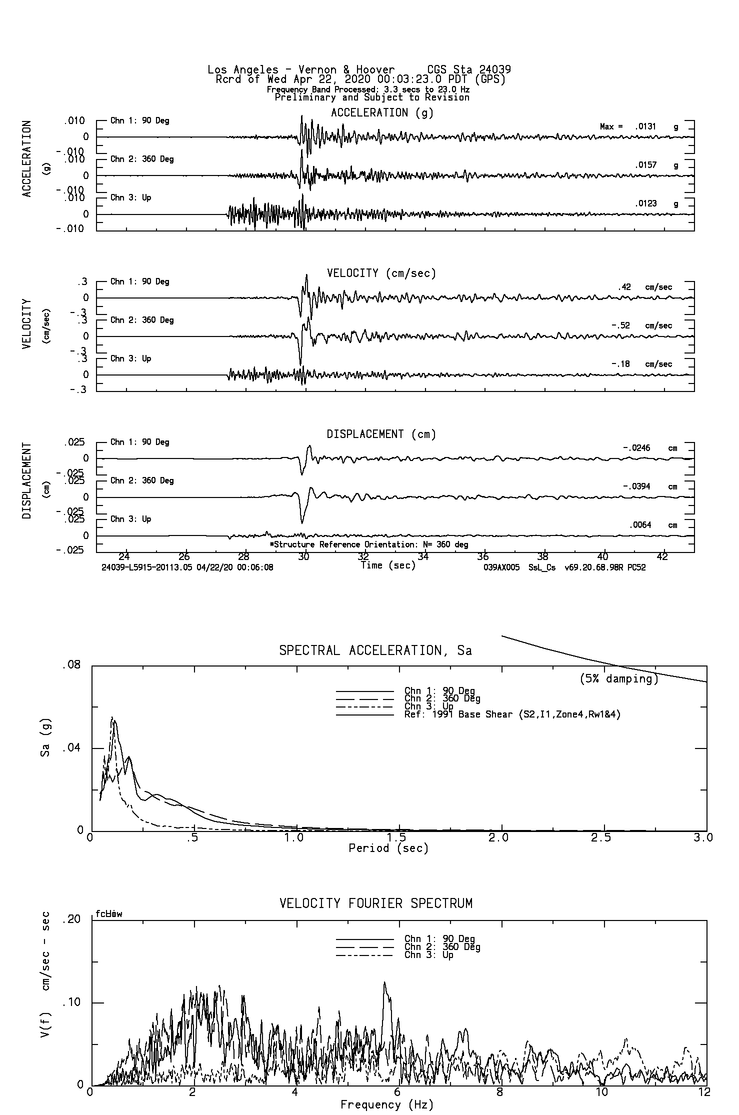 Los Angeles - Vernon & Hoover CGS Sta 24039
Rcrd of Wed Apr 22, 2020 00:03:23.0 PDT (GPS)
Frequency Band Processed: 3.3 secs to 23.0 Hz
Preliminary and Subject to Revision
ACCELERATION (g)
ACCELERATION
(g)
.010
0
-.010
Chn 1: 90 Deg
Max = .0131 g
.010
0
-.010
Chn 2: 360 Deg
.0157 g
.010
0
-.010
Chn 3: Up
.0123 g
VELOCITY (cm/sec)
VELOCITY
(cm/sec)
.3
0
-.3
Chn 1: 90 Deg
.42 cm/sec
.3
0
-.3
Chn 2: 360 Deg
-.52 cm/sec
.3
0
-.3
Chn 3: Up
-.18 cm/sec
DISPLACEMENT (cm)
DISPLACEMENT
(cm)
.025
0
-.025
Chn 1: 90 Deg
-.0246 cm
.025
0
-.025
Chn 2: 360 Deg
-.0394 cm
.025
0
-.025
Chn 3: Up
.0064 cm
*Structure Reference Orientation: N= 360 deg
24 26 28 30 32 34 36 38 40 42
Time (sec)
24039-L5915-20113.05 04/22/20 00:06:08
039AX005 SsL_Cs v69.20.68.98R PC52
SPECTRAL ACCELERATION, Sa
(5% damping)
Chn 1: 90 Deg
Chn 2: 360 Deg
Chn 3: Up
Ref: 1991 Base Shear (S2,I1,Zone4,Rw1&4)
Sa (g)
.08
.04
0
0 .5 1.0 1.5 2.0 2.5 3.0
Period (sec)
VELOCITY FOURIER SPECTRUM
Chn 1: 90 Deg
Chn 2: 360 Deg
Chn 3: Up
V(f) cm/sec - sec
.20
.10
0
0 2 4 6 8 10 12
Frequency (Hz)